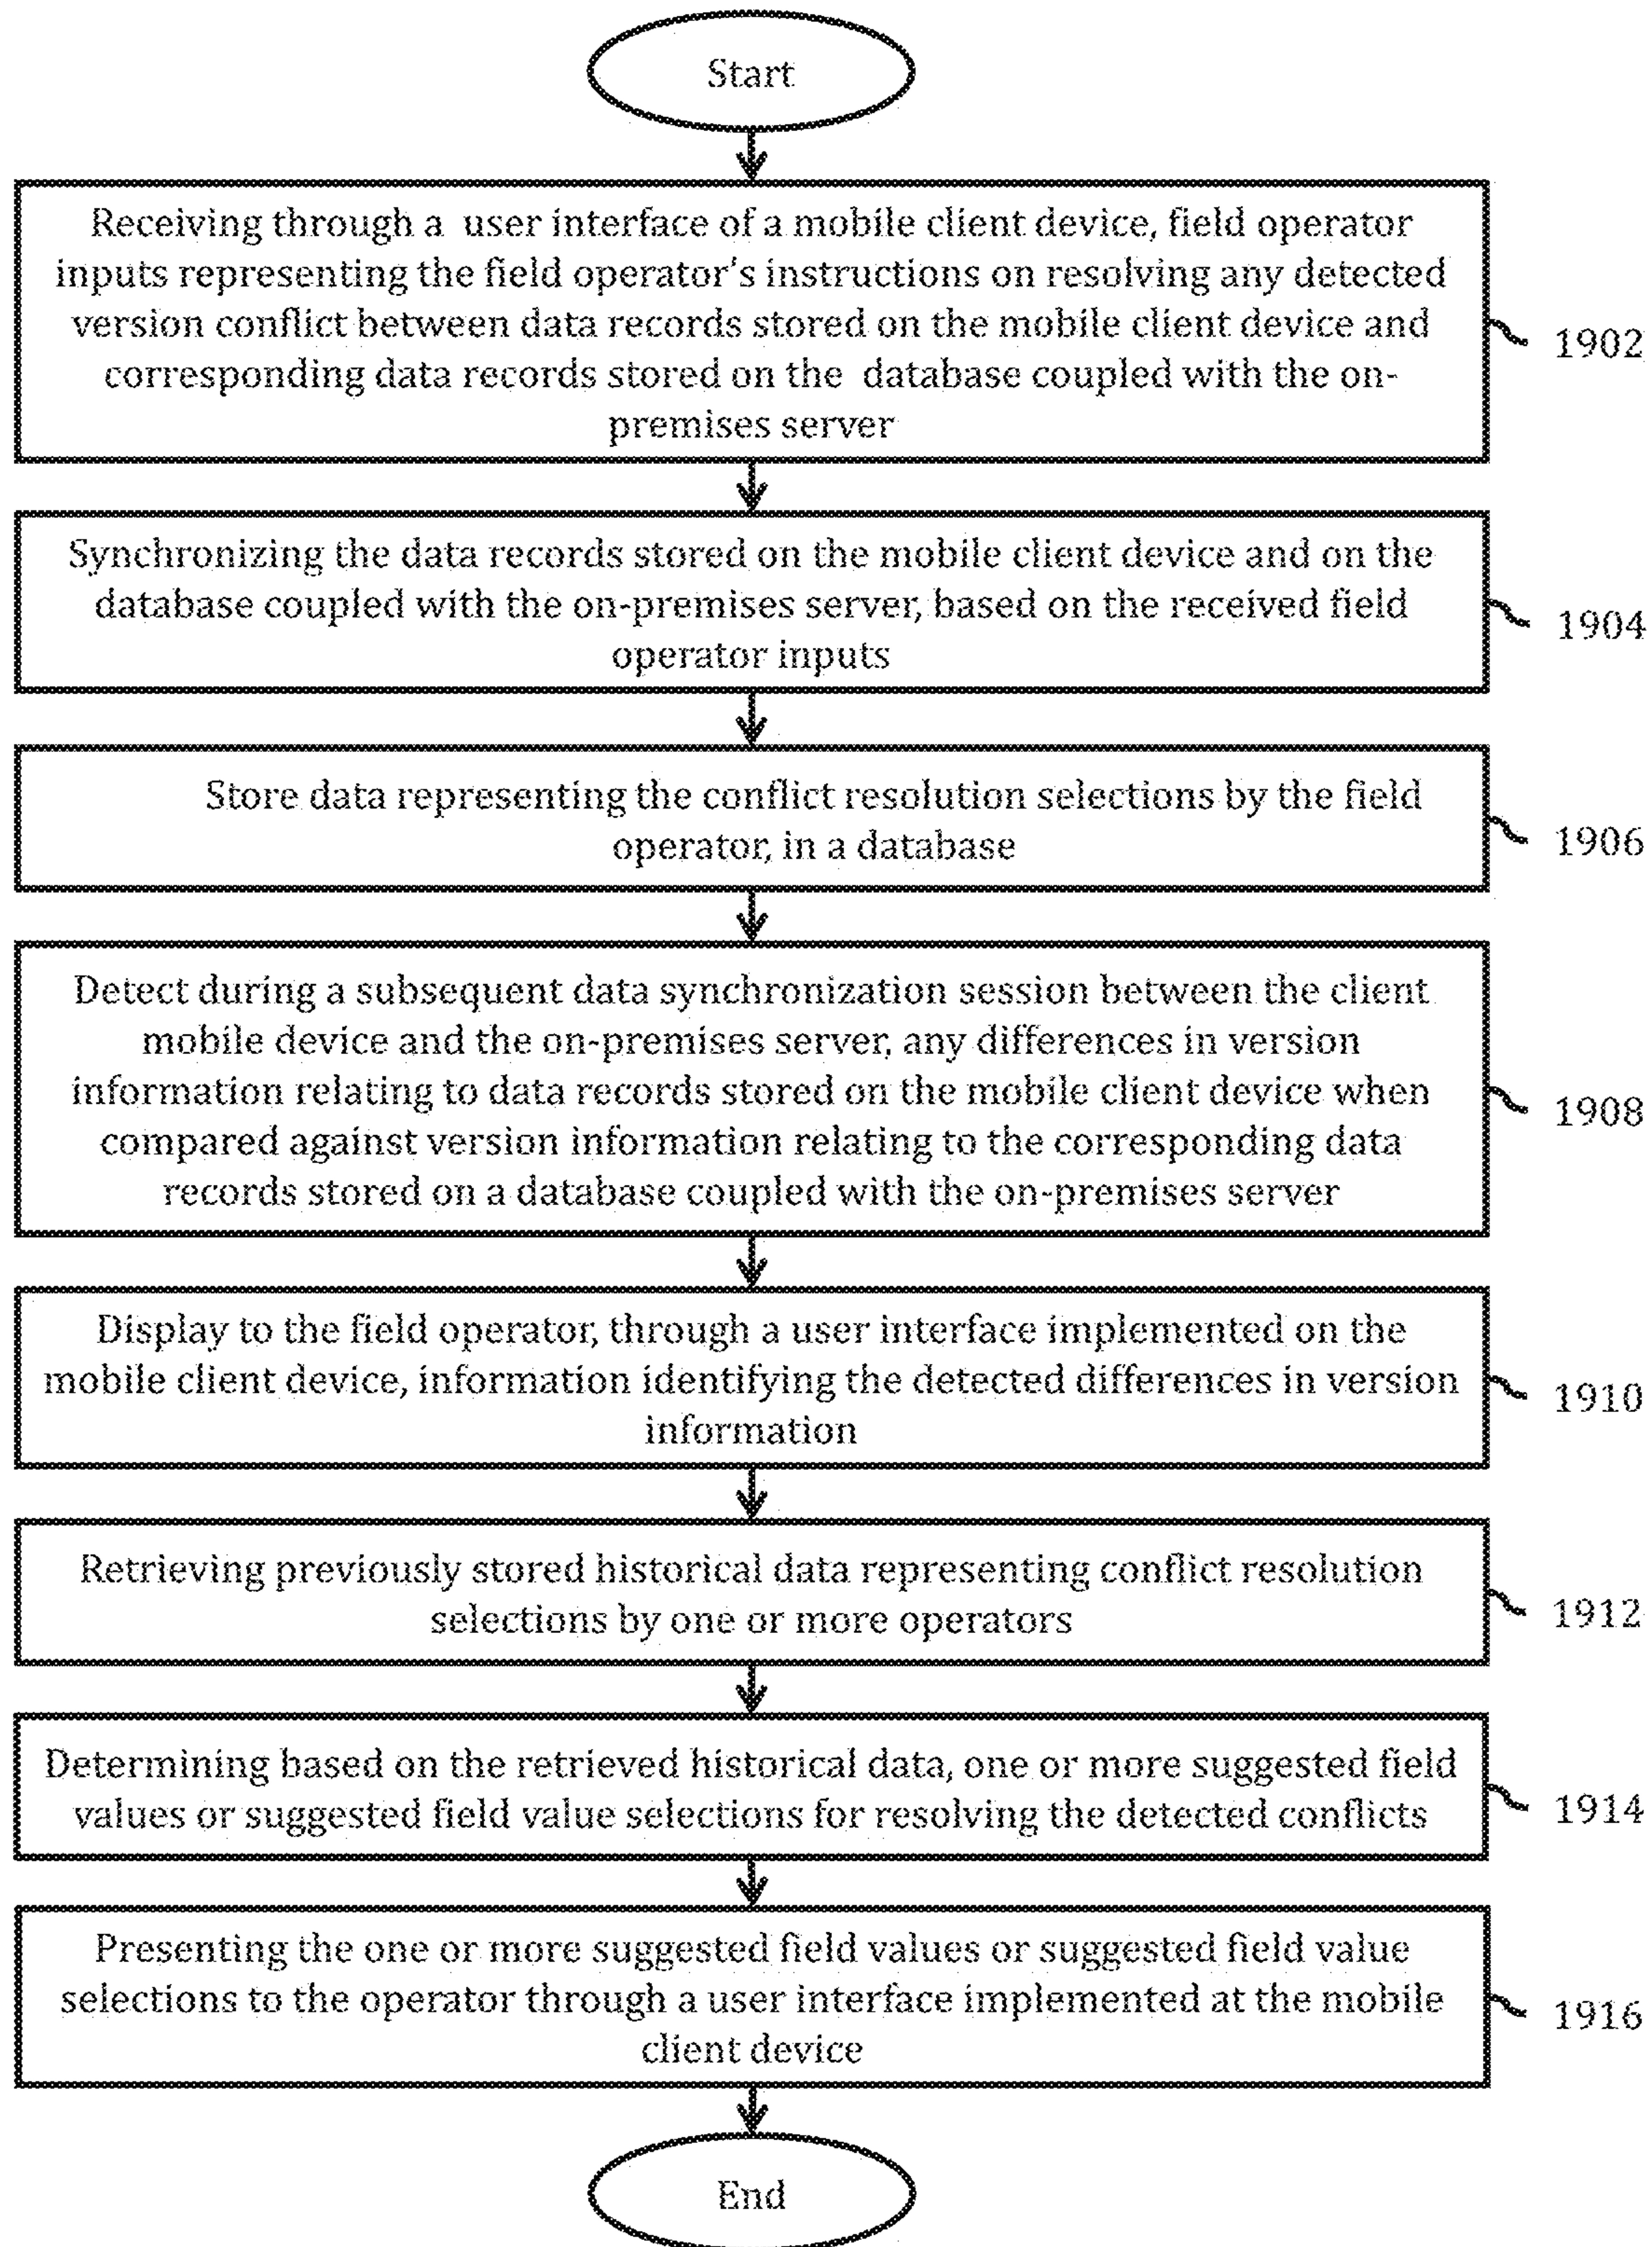 Start
Receiving through a user interface of a mobile client device, field operator
inputs representing the field operator's instructions on resolving any detected
version conflict between data records stored on the mobile client device and
corresponding data records stored on the database coupled with the on-
premises server
1902
Synchronizing the data records stored on the mobile client device and on the
database coupled with the on-premises server, based on the received field
operator inputs
1904
Store data representing the conflict resolution selections by the field
operator, in a database
1906
Detect during a subsequent data synchronization session between the client
mobile device and the on-premises server, any differences in version
information relating to data records stored on the mobile client device when
compared against version information relating to the corresponding data
records stored on a database coupled with the on-premises server
1908
Display to the field operator, through a user interface implemented on the
mobile client device, information identifying the detected differences in version
information
1910
Retrieving previously stored historical data representing conflict resolution
selections by one or more operators
1912
Determining based on the retrieved historical data, one or more suggested field
values or suggested field value selections for resolving the detected conflicts
1914
Presenting the one or more suggested field values or suggested field value
selections to the operator through a user interface implemented at the mobile
client device
1916
End